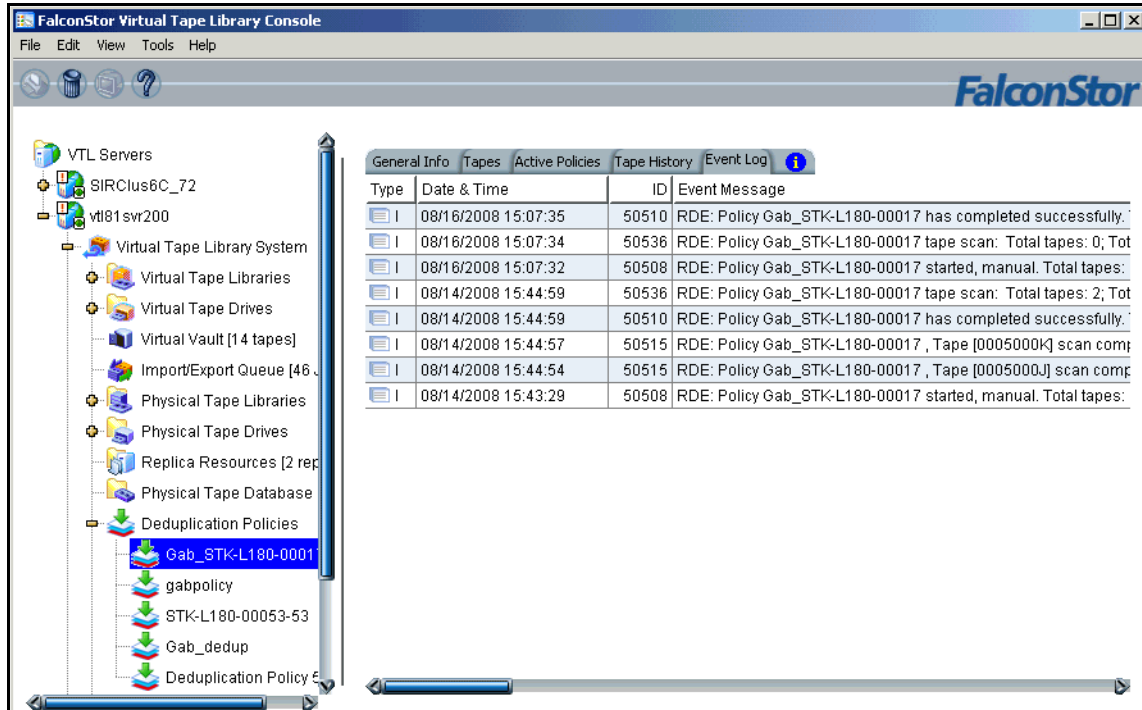 FalconStor Virtual Tape Library Console
File Edit View Tools Help
FalconStor
VTL Servers
SIRClus6C_72
vtl81svr200
Virtual Tape Library System
Virtual Tape Libraries
Virtual Tape Drives
Virtual Vault [14 tapes]
Import/Export Queue [46
Physical Tape Libraries
Physical Tape Drives
Replica Resources [2 rep
Physical Tape Database
Deduplication Policies
Gab_STK-L180-00017
gabpolicy
STK-L180-00053-53
Gab_dedup
Deduplication Policy 5
General Info Tapes Active Policies Tape History Event Log
Type Date & Time ID Event Message
I 08/16/2008 15:07:35 50510 RDE: Policy Gab_STK-L180-00017 has completed successfully.
I 08/16/2008 15:07:34 50536 RDE: Policy Gab_STK-L180-00017 tape scan: Total tapes: 0; Tot
I 08/16/2008 15:07:32 50508 RDE: Policy Gab_STK-L180-00017 started, manual. Total tapes:
I 08/14/2008 15:44:59 50536 RDE: Policy Gab_STK-L180-00017 tape scan: Total tapes: 2; Tot
I 08/14/2008 15:44:59 50510 RDE: Policy Gab_STK-L180-00017 has completed successfully.
I 08/14/2008 15:44:57 50515 RDE: Policy Gab_STK-L180-00017 , Tape [0005000K] scan comp
I 08/14/2008 15:44:54 50515 RDE: Policy Gab_STK-L180-00017 , Tape [0005000J] scan comp
I 08/14/2008 15:43:29 50508 RDE: Policy Gab_STK-L180-00017 started, manual. Total tapes: